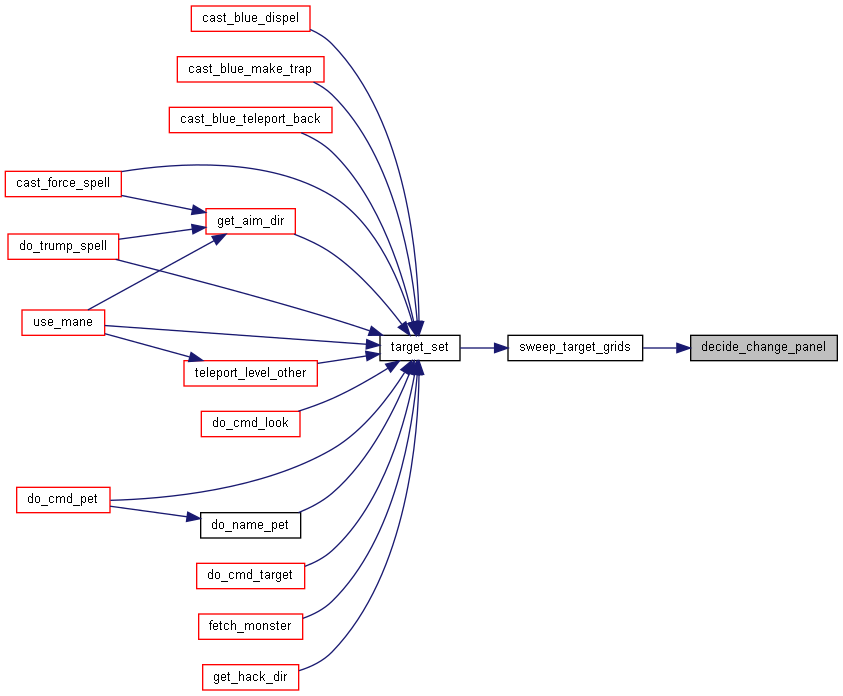 cast_blue_dispel
cast_blue_make_trap
cast_blue_teleport_back
cast_force_spell
get_aim_dir
do_trump_spell
use_mane
target_set
sweep_target_grids
decide_change_panel
teleport_level_other
do_cmd_look
do_cmd_pet
do_name_pet
do_cmd_target
fetch_monster
get_hack_dir